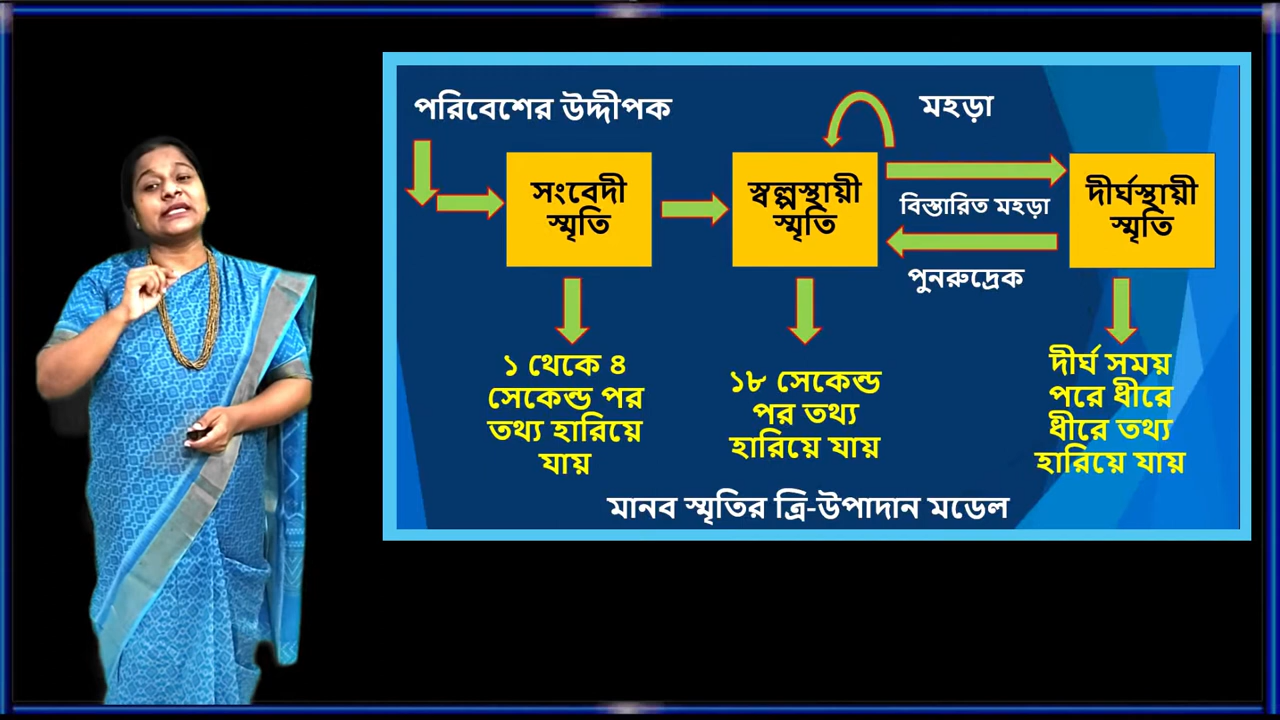 পরিবেশের উদ্দীপক
মহড়া
সংবেদী
স্মৃতি
স্বল্পস্থায়ী
স্মৃতি
দীর্ঘস্থায়ী
স্মৃতি
বিস্তারিত মহড়া
পুনরুদ্রেক
১ থেকে ৪
সেকেন্ড পর
তথ্য হারিয়ে
যায়
১৮ সেকেন্ড
পর তথ্য
হারিয়ে যায়
দীর্ঘ সময়
পরে ধীরে
ধীরে তথ্য
হারিয়ে যায়
মানব স্মৃতির ত্রি-উপাদান মডেল